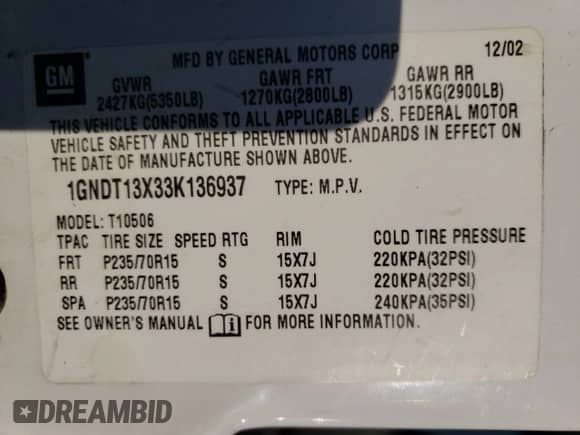 GM
MFD BY GENERAL MOTORS CORP 12/02
GVWR GAWR FRT GAWR RR
2427KG(5350LB) 1270KG(2800LB) 1315KG(2900LB)
THIS VEHICLE CONFORMS TO ALL APPLICABLE U.S. FEDERAL MOTOR
VEHICLE SAFETY AND THEFT PREVENTION STANDARDS IN EFFECT ON
THE DATE OF MANUFACTURE SHOWN ABOVE.
1GNDT13X33K136937 TYPE: M.P.V.
MODEL: T10506
TPAC TIRE SIZE SPEED RTG RIM COLD TIRE PRESSURE
FRT P235/70R15 S 15X7J 220KPA(32PSI)
RR P235/70R15 S 15X7J 220KPA(32PSI)
SPA P235/70R15 S 15X7J 240KPA(35PSI)
SEE OWNER'S MANUAL FOR MORE INFORMATION.
DREAMBID